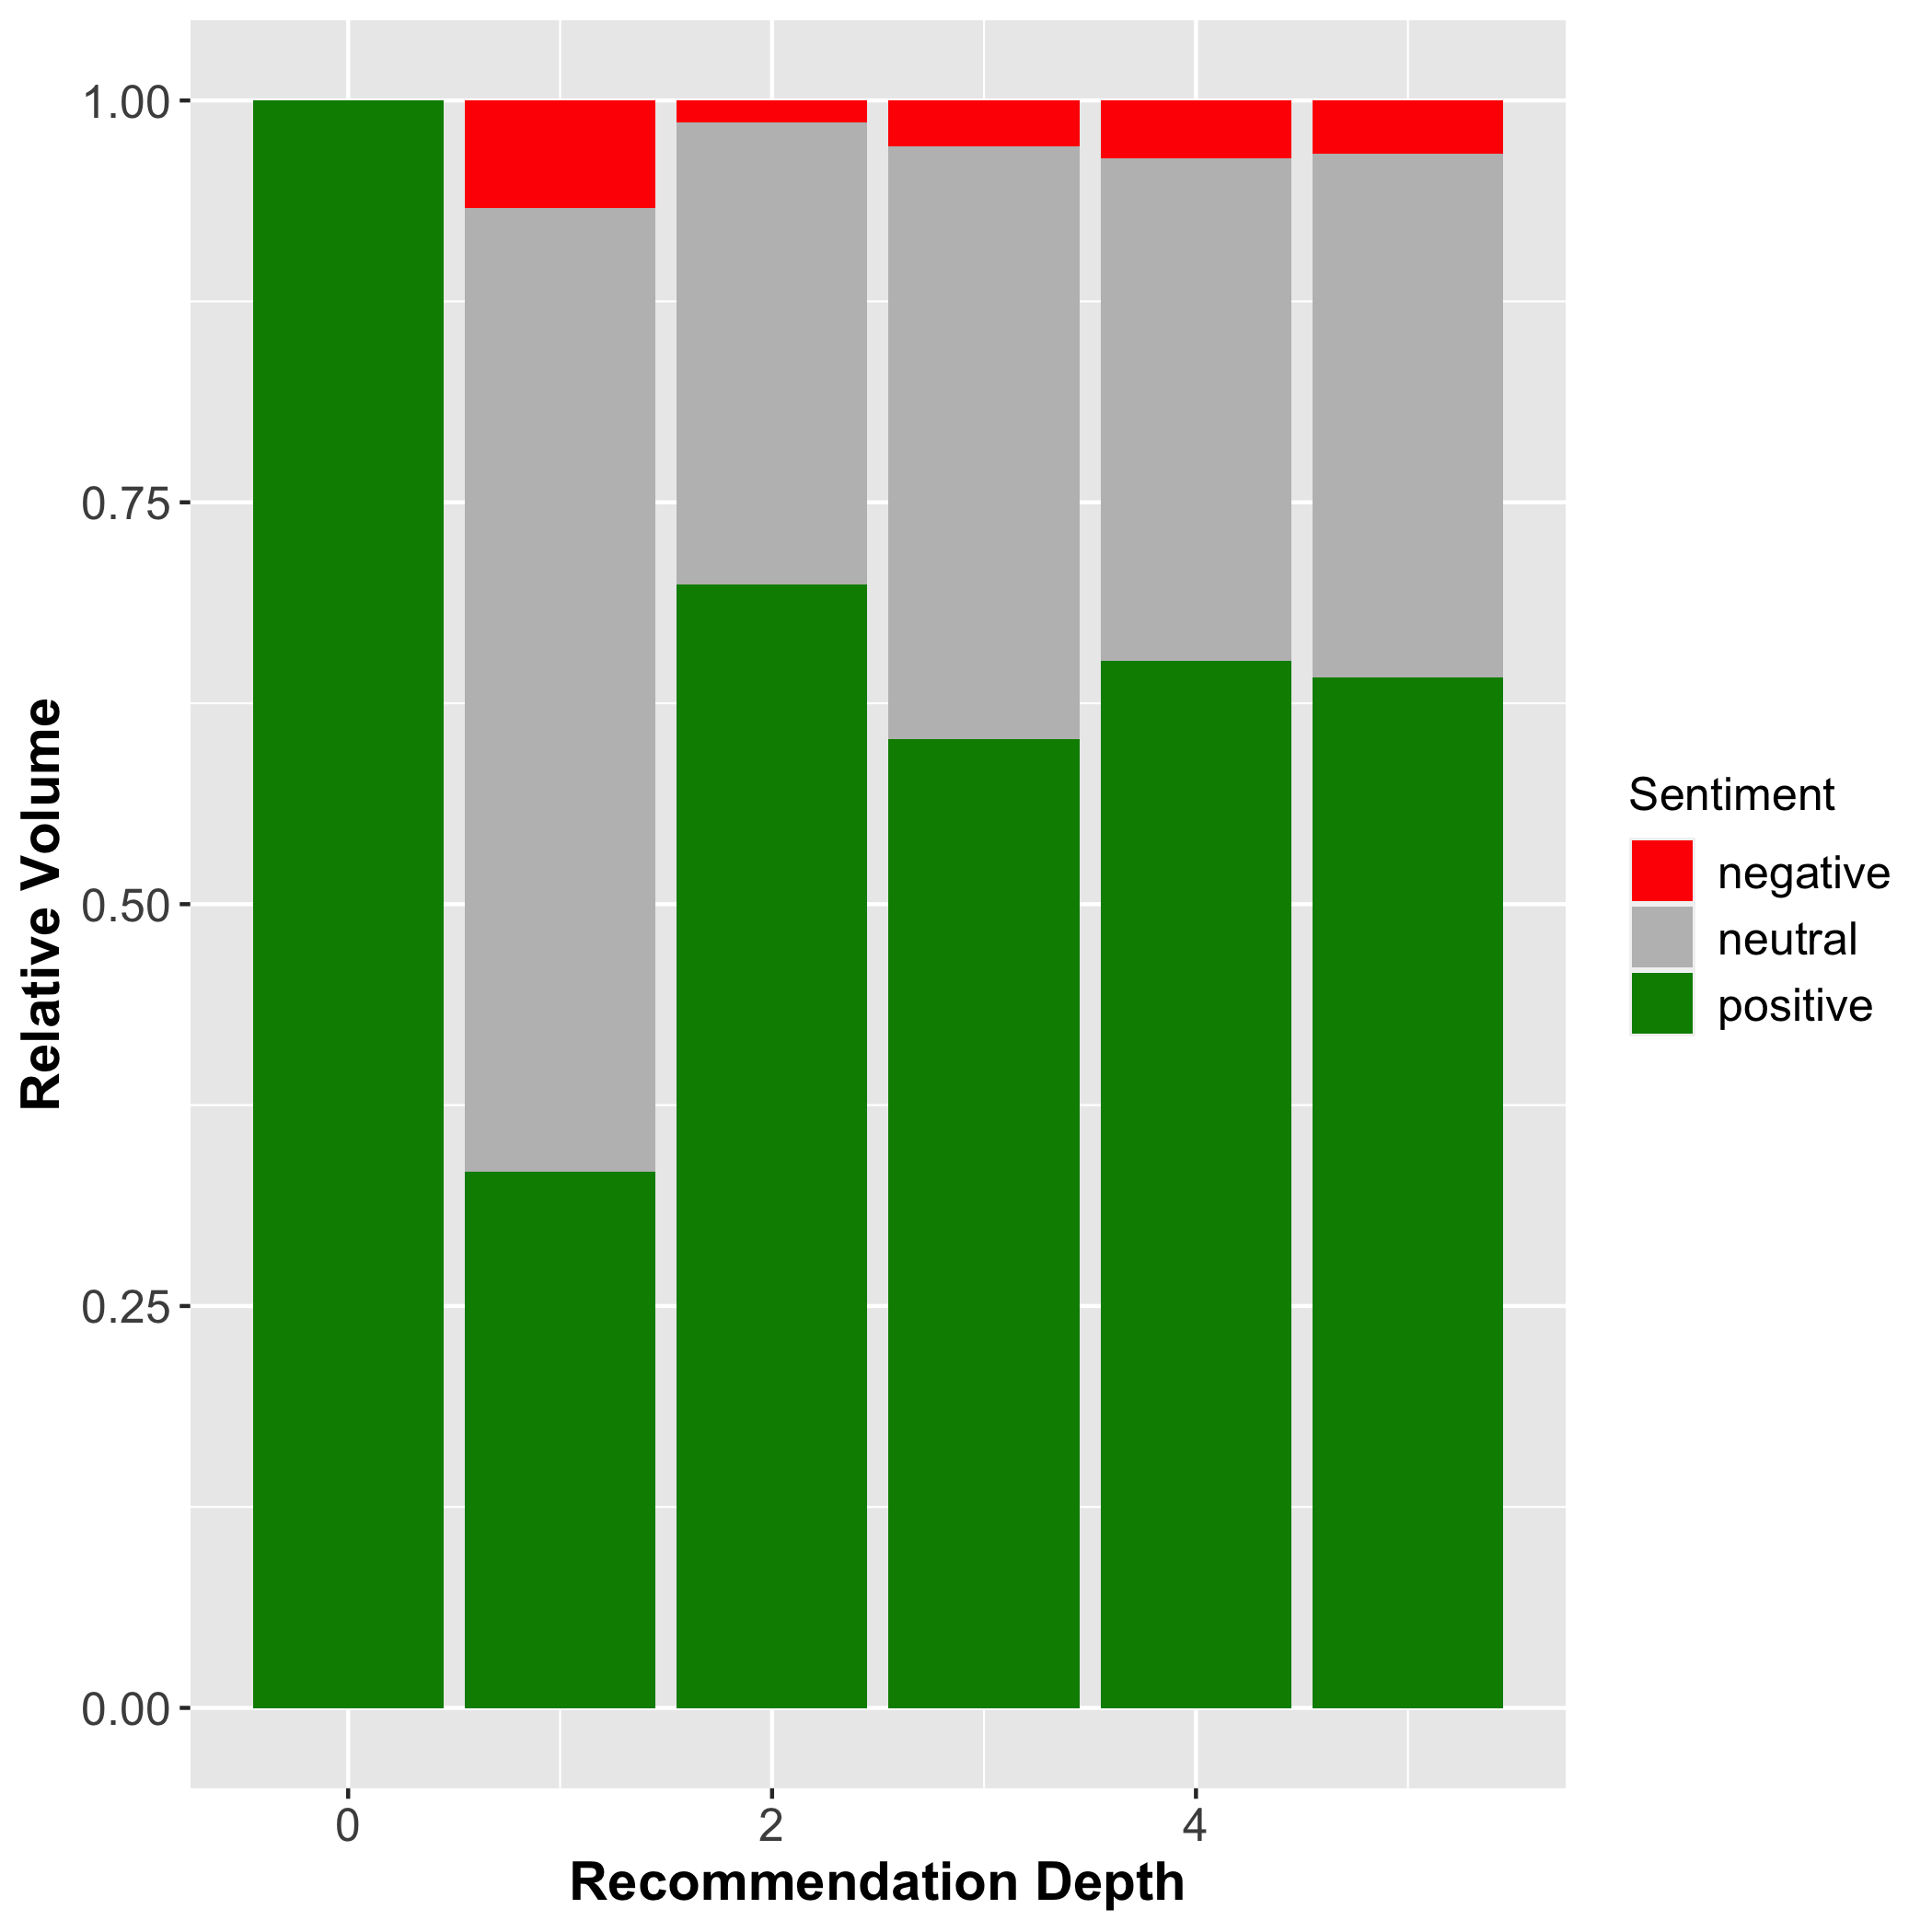 Relative Volume
1.00
0.75
0.50
0.25
0.00
0 2 4
Recommendation Depth
Sentiment
negative
neutral
positive